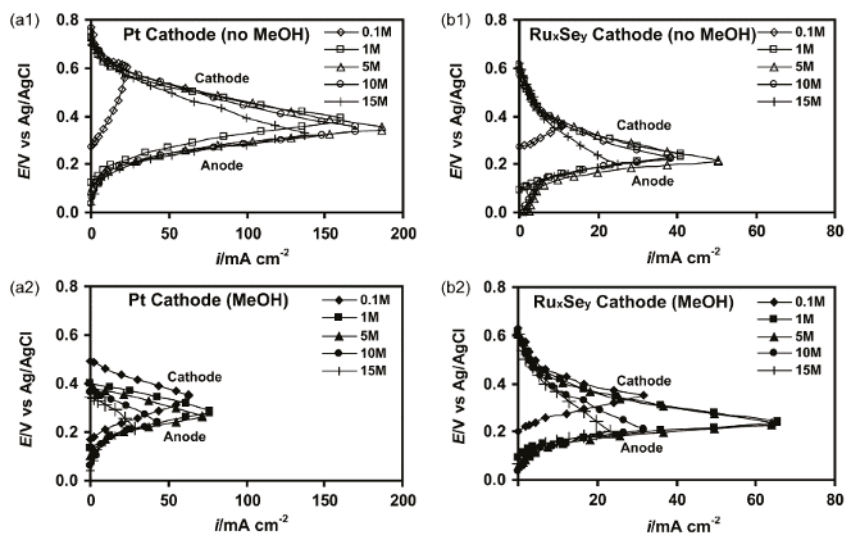 (a1)
Pt Cathode (no MeOH)
0.8
0.6
0.4
0.2
0.0
E/V vs Ag/AgCl
0.1M
1M
5M
10M
15M
Cathode
Anode
0 50 100 150 200
i/mA cm-2
(b1)
RuxSey Cathode (no MeOH)
0.8
0.6
0.4
0.2
0.0
E/V vs Ag/AgCl
0.1M
1M
5M
10M
15M
Cathode
Anode
0 20 40 60 80
i/mA cm-2
(a2)
Pt Cathode (MeOH)
0.8
0.6
0.4
0.2
0.0
E/V vs Ag/AgCl
0.1M
1M
5M
10M
15M
Cathode
Anode
0 50 100 150 200
i/mA cm-2
(b2)
RuxSey Cathode (MeOH)
0.8
0.6
0.4
0.2
0.0
E/V vs Ag/AgCl
0.1M
1M
5M
10M
15M
Cathode
Anode
0 20 40 60 80
i/mA cm-2